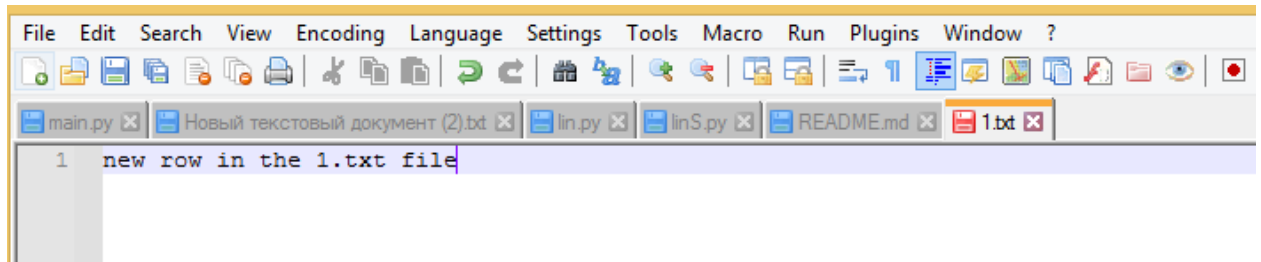 File Edit Search View Encoding Language Settings Tools Macro Run Plugins Window ?
main.py Новый текстовый документ (2).txt lin.py linS.py README.md 1.txt
1 new row in the 1.txt file